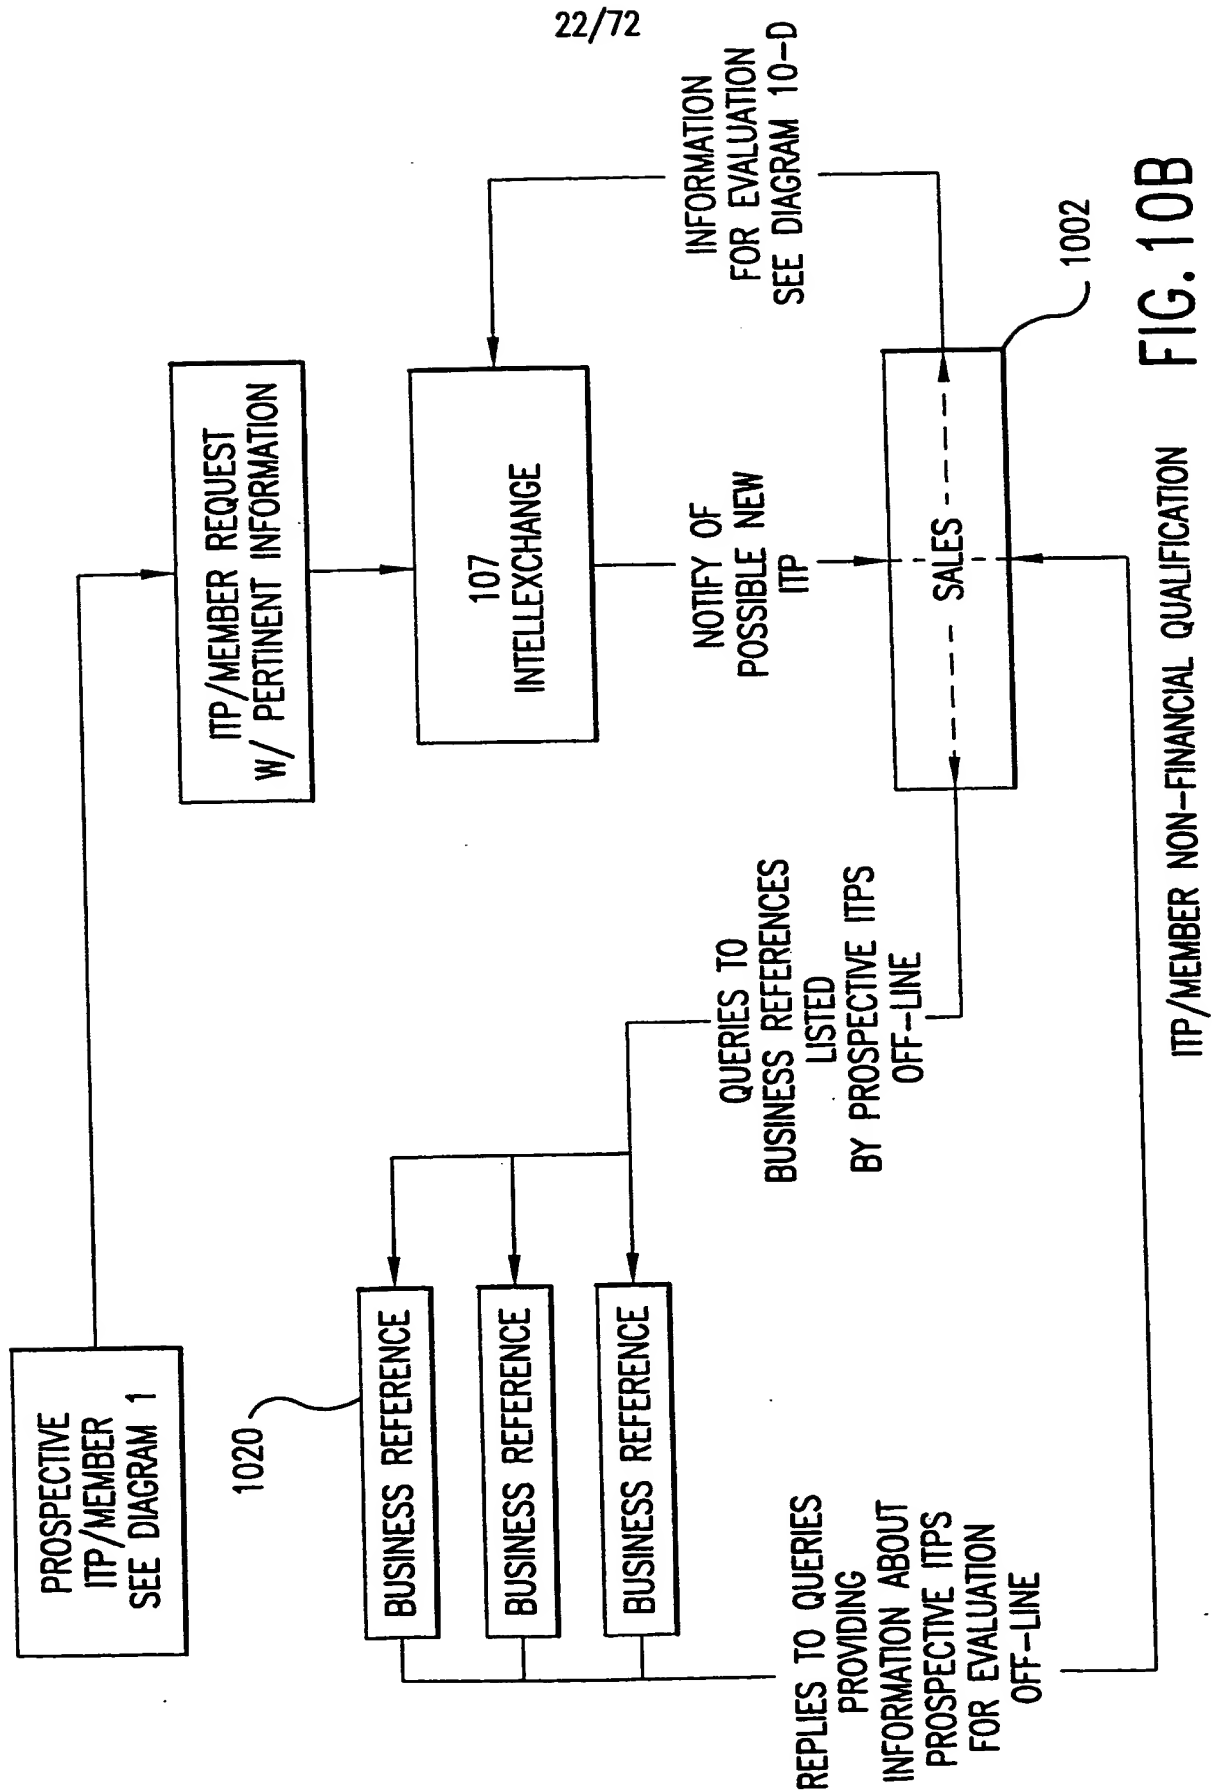 22/72
PROSPECTIVE
ITP/MEMBER
SEE DIAGRAM 1
ITP/MEMBER REQUEST
W/ PERTINENT INFORMATION
1020
BUSINESS REFERENCE
BUSINESS REFERENCE
BUSINESS REFERENCE
107
INTELLEXCHANGE
INFORMATION
FOR EVALUATION
SEE DIAGRAM 10-D
QUERIES TO
BUSINESS REFERENCES
LISTED
BY PROSPECTIVE ITPS
OFF-LINE
NOTIFY OF
POSSIBLE NEW
ITP
REPLIES TO QUERIES
PROVIDING
INFORMATION ABOUT
PROSPECTIVE ITPS
FOR EVALUATION
OFF-LINE
SALES
1002
ITP/MEMBER NON-FINANCIAL QUALIFICATION
FIG. 10B